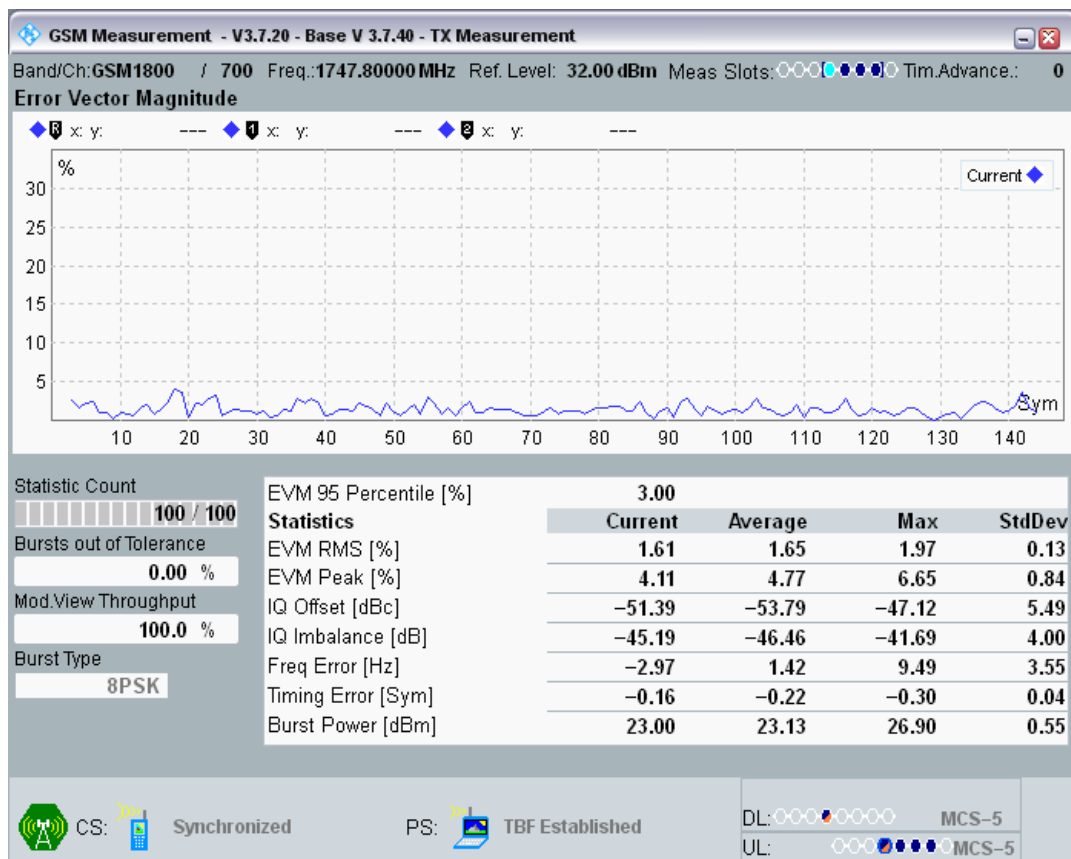 GSM Measurement - V3.7.20 - Base V 3.7.40 - TX Measurement
Band/Ch:GSM1800 / 700 Freq.:1747.80000 MHz Ref. Level: 32.00 dBm Meas Slots: Tim.Advance.: 0
Error Vector Magnitude
R x: y: --- 1 x: y: --- 2 x: y: ---
%
Current
30
25
20
15
10
5
Sym
10 20 30 40 50 60 70 80 90 100 110 120 130 140
Statistic Count
100 / 100
Bursts out of Tolerance
0.00 %
Mod.View Throughput
100.0 %
Burst Type
8PSK
EVM 95 Percentile [%] 3.00
Statistics Current Average Max StdDev
EVM RMS [%] 1.61 1.65 1.97 0.13
EVM Peak [%] 4.11 4.77 6.65 0.84
IQ Offset [dBc] −51.39 −53.79 −47.12 5.49
IQ Imbalance [dB] −45.19 −46.46 −41.69 4.00
Freq Error [Hz] −2.97 1.42 9.49 3.55
Timing Error [Sym] −0.16 −0.22 −0.30 0.04
Burst Power [dBm] 23.00 23.13 26.90 0.55
CS: Synchronized PS: TBF Established
DL: MCS−5
UL: MCS−5